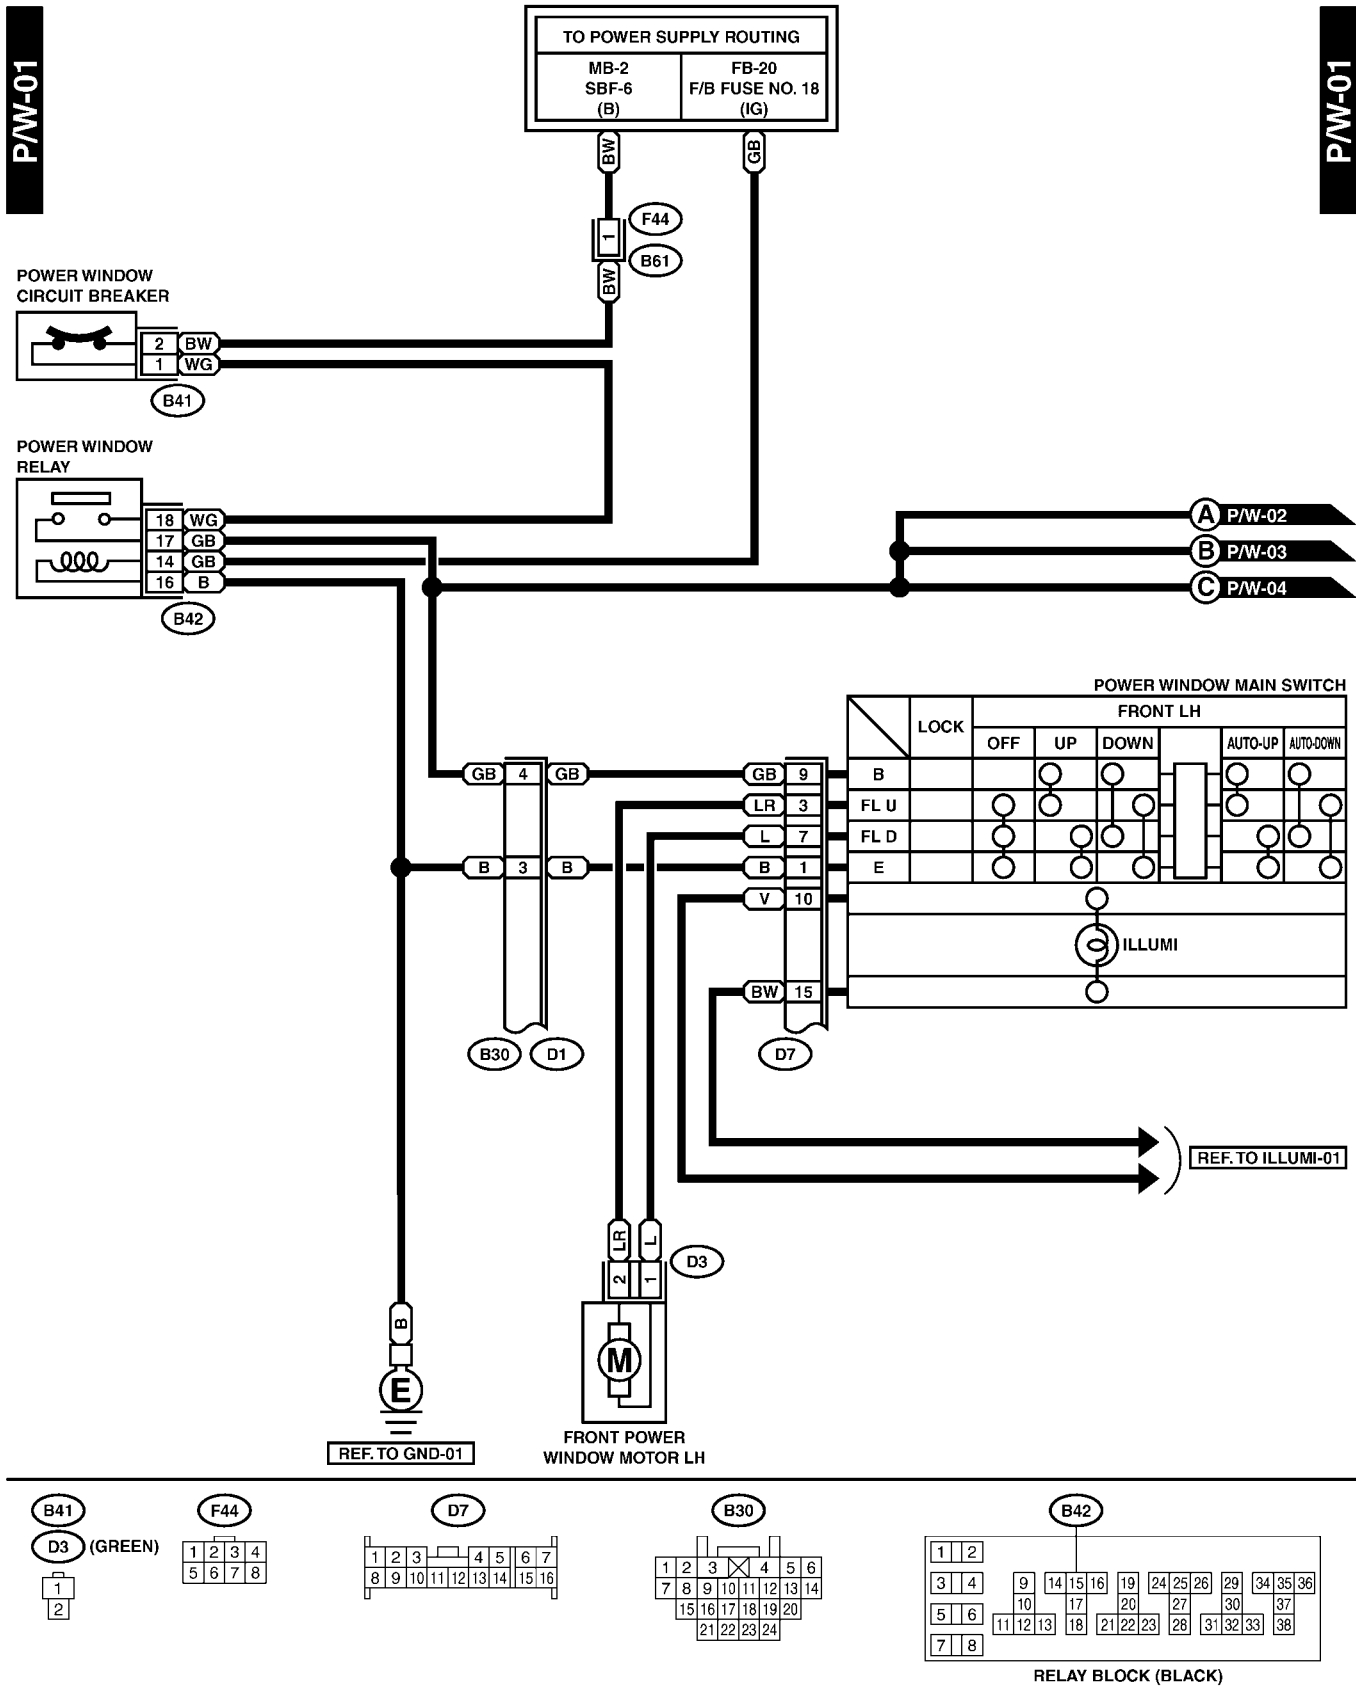 P/W-01
P/W-01
TO POWER SUPPLY ROUTING
MB-2
SBF-6
(B)
FB-20
F/B FUSE NO. 18
(IG)
BW
GB
1
F44
B61
BW
POWER WINDOW
CIRCUIT BREAKER
2 BW
1 WG
B41
POWER WINDOW
RELAY
18 WG
17 GB
14 GB
16 B
B42
A P/W-02
B P/W-03
C P/W-04
POWER WINDOW MAIN SWITCH
LOCK
FRONT LH
OFF UP DOWN AUTO-UP AUTO-DOWN
GB 4 GB GB 9 B
LR 3 FL U
L 7 FL D
B 3 B B 1 E
V 10
ILLUMI
BW 15
B30 D1 D7
REF. TO ILLUMI-01
LR L
2 1
D3
B
M
E
FRONT POWER
WINDOW MOTOR LH
REF. TO GND-01
B41
D3 (GREEN)
1
2
F44
1 2 3 4
5 6 7 8
D7
1 2 3 4 5 6 7
8 9 10 11 12 13 14 15 16
B30
1 2 3 4 5 6
7 8 9 10 11 12 13 14
15 16 17 18 19 20
21 22 23 24
B42
1 2
3 4 9 14 15 16 19 24 25 26 29 34 35 36
10 17 20 27 30 37
5 6 11 12 13 18 21 22 23 28 31 32 33 38
7 8
RELAY BLOCK (BLACK)